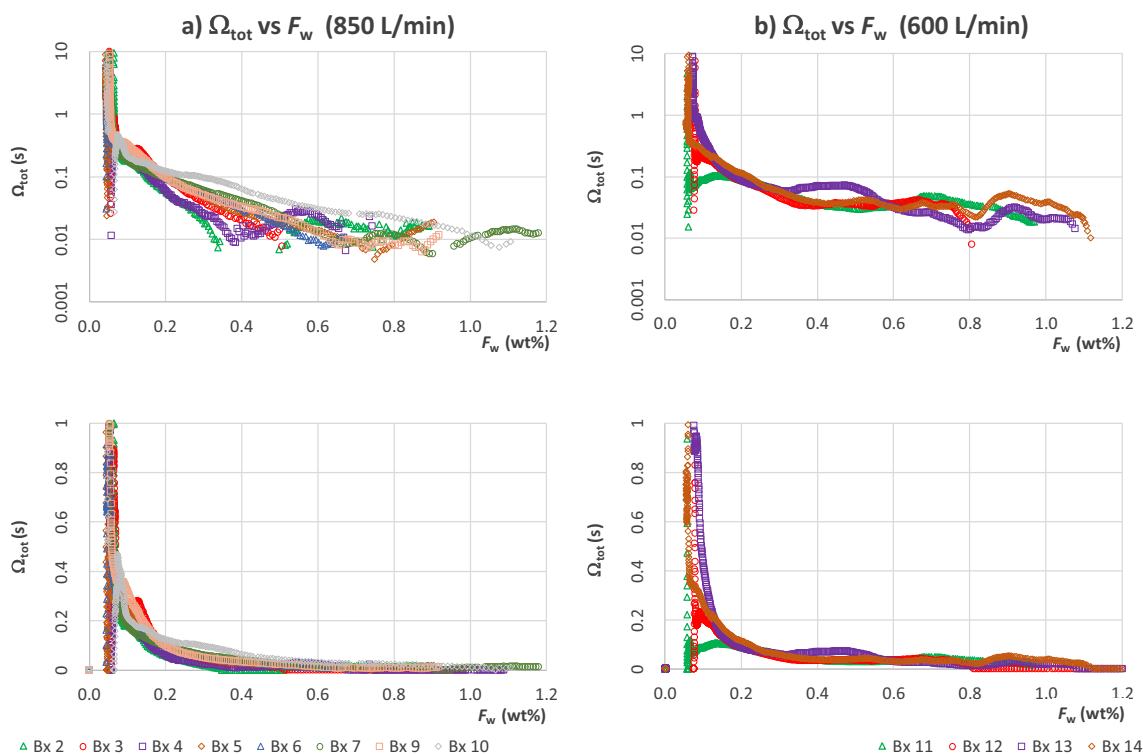 a) Ωtot vs Fw (850 L/min)
b) Ωtot vs Fw (600 L/min)
Ωtot (s)
10
1
0.1
0.01
0.001
0.0 0.2 0.4 0.6 0.8 1.0 1.2
Fw (wt%)
Ωtot (s)
10
1
0.1
0.01
0.001
0.0 0.2 0.4 0.6 0.8 1.0 1.2
Fw (wt%)
Ωtot (s)
1
0.8
0.6
0.4
0.2
0
0.0 0.2 0.4 0.6 0.8 1.0 1.2
Fw (wt%)
Ωtot (s)
1
0.8
0.6
0.4
0.2
0
0.0 0.2 0.4 0.6 0.8 1.0 1.2
Fw (wt%)
Bx 2 Bx 3 Bx 4 Bx 5 Bx 6 Bx 7 Bx 9 Bx 10
Bx 11 Bx 12 Bx 13 Bx 14